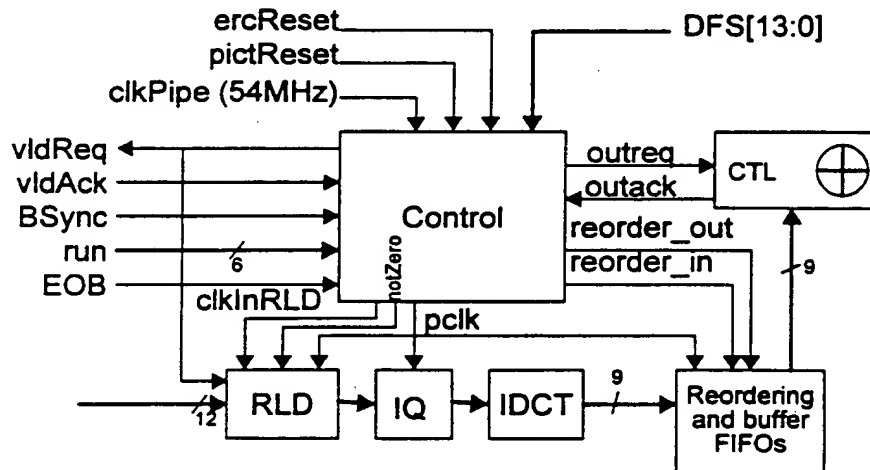 ercReset
DFS[13:0]
pictReset
clkPipe (54MHz)
vldReq
outreq
CTL
vldAck
outack
BSync
Control
reorder_out
run
6
reorder_in
9
EOB
clkInRLD
notZero
pclk
9
12
RLD
IQ
IDCT
Reordering
and buffer
FIFOs